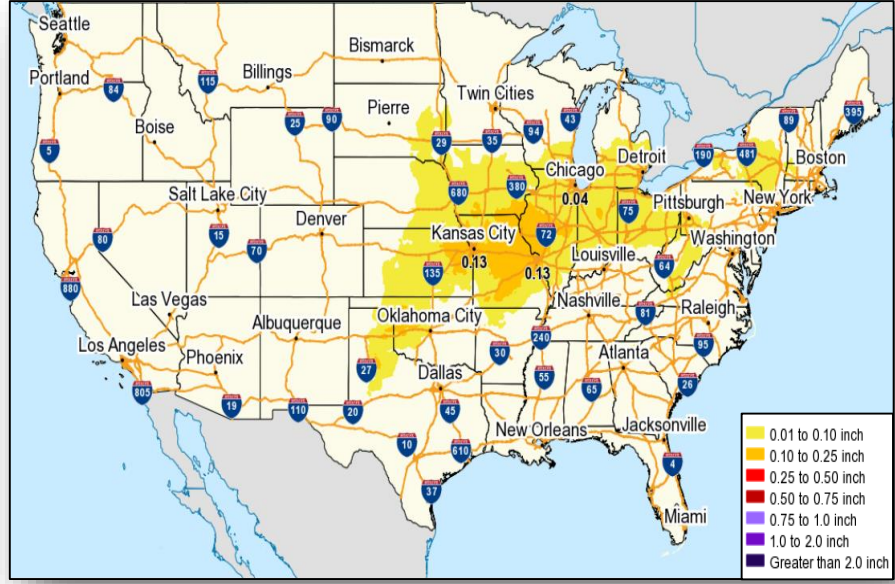 Seattle
Bismarck
Portland
84
115
Billings
Twin Cities
43
395
Pierre
89
25
90
94
Boise
5
29
35
190
481
Boston
Chicago
Detroit
680
380
0.04
Salt Lake City
75
Pittsburgh
New York
Denver
Kansas City
72
Washington
80
15
70
0.13
0.13
Louisville
64
135
880
Las Vegas
Nashville
81
Raleigh
Albuquerque
Oklahoma City
240
95
Los Angeles
Phoenix
30
Atlanta
27
Dallas
55
65
26
805
19
110
20
45
New Orleans
Jacksonville
10
610
4
37
Miami
0.01 to 0.10 inch
0.10 to 0.25 inch
0.25 to 0.50 inch
0.50 to 0.75 inch
0.75 to 1.0 inch
1.0 to 2.0 inch
Greater than 2.0 inch